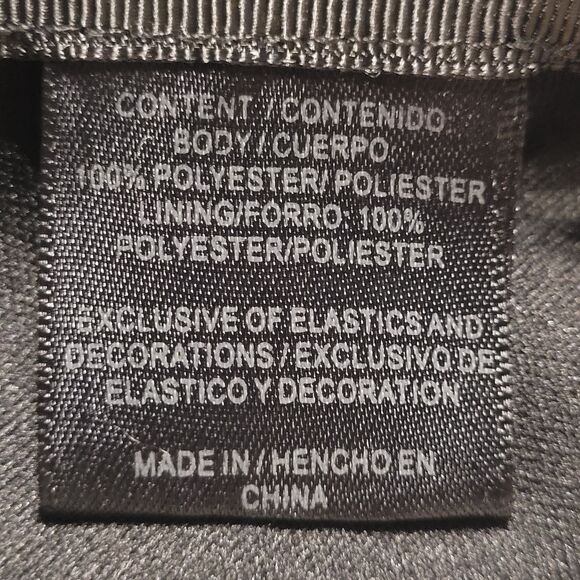 CONTENT / CONTENIDO:
BODY / CUERPO
100% POLYESTER/ POLIESTER
LINING/FORRO: 100%
POLYESTER/POLIESTER
EXCLUSIVE OF ELASTICS AND
DECORATIONS / EXCLUSIVO DE
ELASTICO Y DECORATION
MADE IN / HENCHO EN
CHINA